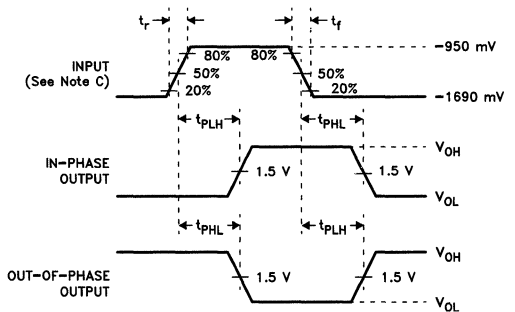 tr tf
80% 80% −950 mV
INPUT
(See Note C)
50% 50%
20% 20% −1690 mV
tPLH tPHL
VOH
IN−PHASE
OUTPUT
1.5 V 1.5 V
VOL
tPHL tPLH
VOH
OUT−OF−PHASE
OUTPUT
1.5 V 1.5 V
VOL